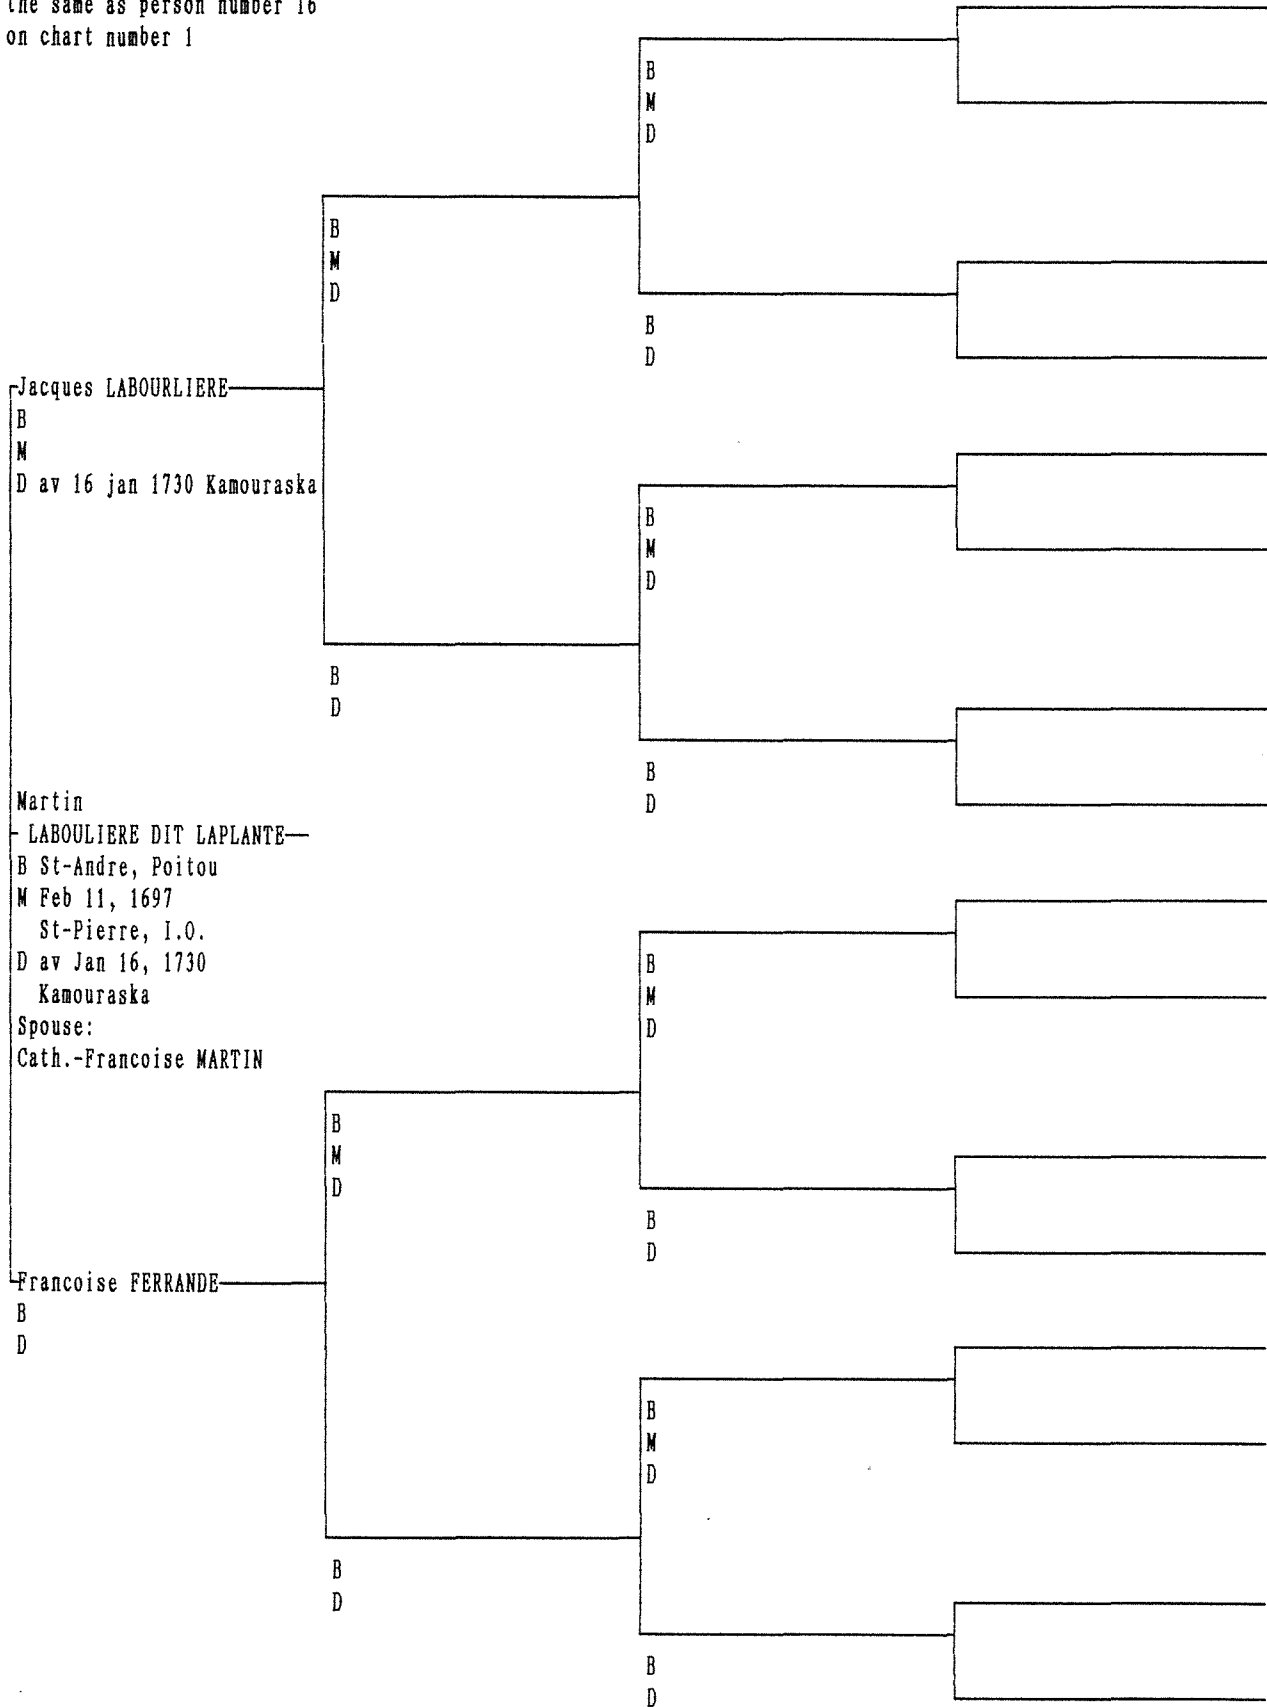 the same as person number 16
on chart number 1
B
M
D
B
M
D
B
D
Jacques LABOURLIERE
B
M
D av 16 jan 1730 Kamouraska
B
M
D
B
D
B
D
Martin
LABOULIERE DIT LAPLANTE
B St-Andre, Poitou
M Feb 11, 1697
St-Pierre, I.O.
D av Jan 16, 1730
Kamouraska
Spouse:
Cath.-Francoise MARTIN
B
M
D
B
M
D
B
D
Francoise FERRANDE
B
D
B
M
D
B
D
B
D